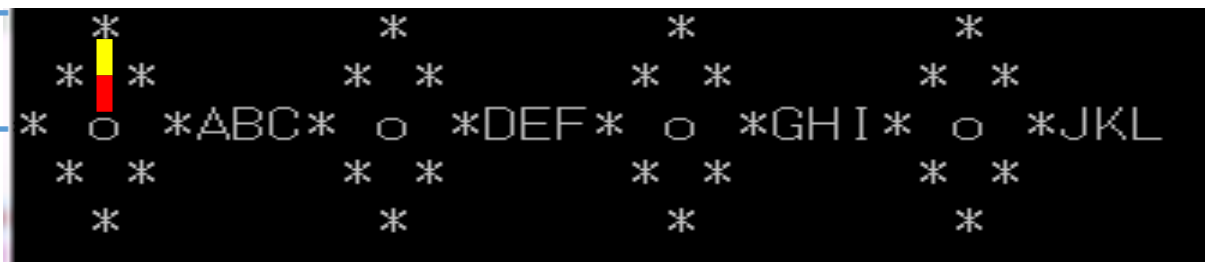 *               *               *               *
  *   *           *   *           *   *           *   *
*   o   *ABC*   o   *DEF*   o   *GHI*   o   *JKL
  *   *           *   *           *   *           *   *
    *               *               *               *